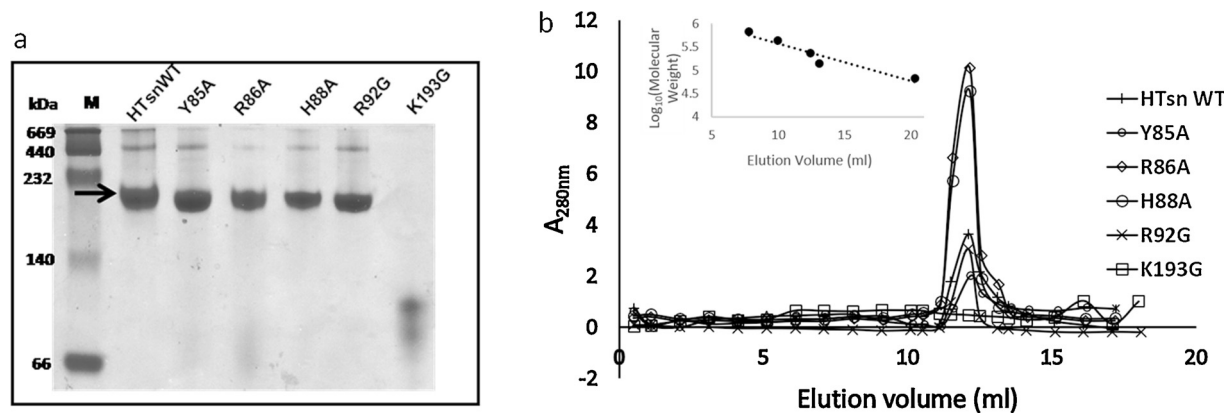 a
kDa M HTsnWT Y85A R86A H88A R92G K193G
669
440
232
140
66
b
12
10
8
6
4
2
0
-2
A280nm
0 5 10 15 20
Elution volume (ml)
6
5.5
5
4.5
4
Log10(Molecular
Weight)
5 10 15 20
Elution Volume (ml)
HTsn WT
Y85A
R86A
H88A
R92G
K193G